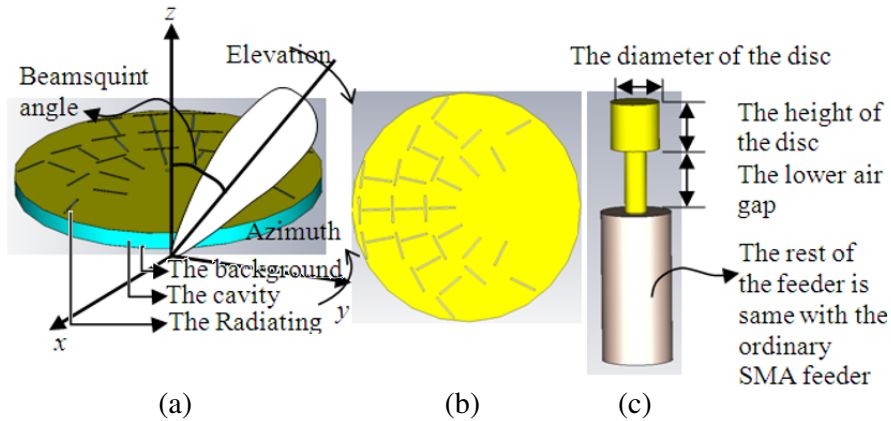 z
Elevation
Beamsquint
angle
Azimuth
The background
The cavity
The Radiating
x
y
The diameter of the disc
The height of
the disc
The lower air
gap
The rest of
the feeder is
same with the
ordinary
SMA feeder
(a)
(b)
(c)